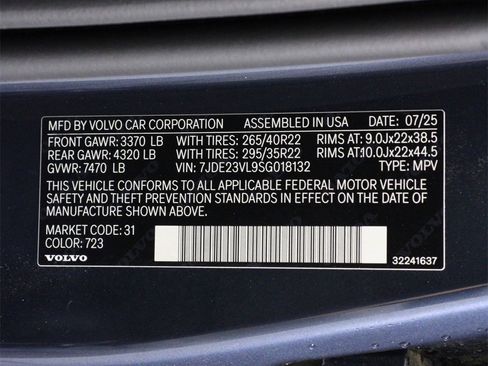 MFD BY VOLVO CAR CORPORATION ASSEMBLED IN USA DATE: 07/25
FRONT GAWR: 3370 LB WITH TIRES: 265/40R22 RIMS AT: 9.0Jx22x38.5
REAR GAWR: 4320 LB WITH TIRES: 295/35R22 RIMS AT:10.0Jx22x44.5
GVWR: 7470 LB VIN: 7JDE23VL9SG018132 TYPE: MPV
THIS VEHICLE CONFORMS TO ALL APPLICABLE FEDERAL MOTOR VEHICLE
SAFETY AND THEFT PREVENTION STANDARDS IN EFFECT ON THE DATE OF
MANUFACTURE SHOWN ABOVE.
MARKET CODE: 31
COLOR: 723
VOLVO 32241637